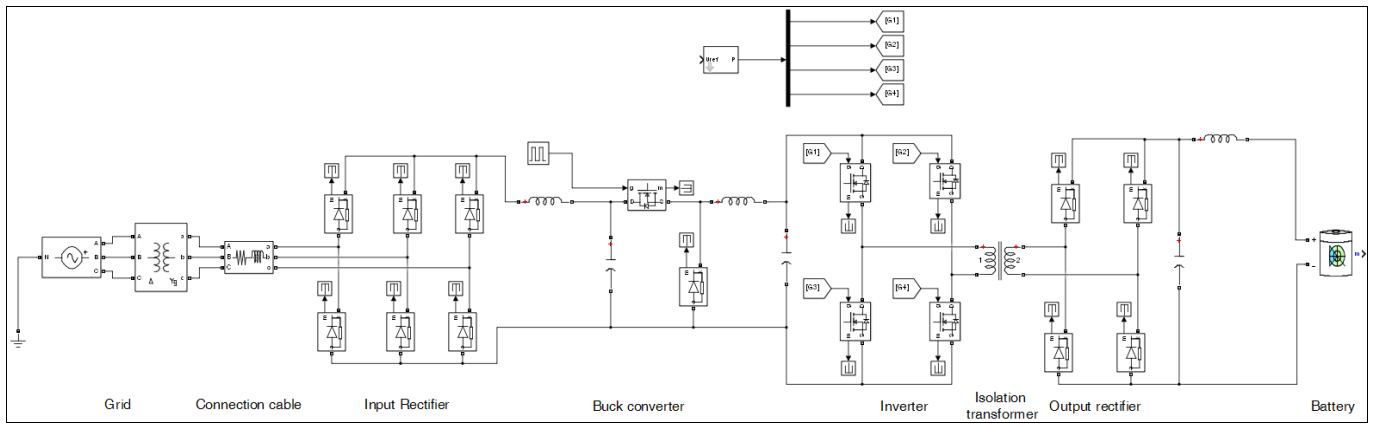 [G1]
[G2]
[G3]
[G4]
Uref P
[G1]
[G2]
g m
D S
N
A
B
C
A
B
C
a
b
c
Δ Yg
A
B
C
a
b
c
1 2
+
-
m
[G3]
[G4]
Grid
Connection cable
Input Rectifier
Buck converter
Inverter
Isolation
transformer
Output rectifier
Battery